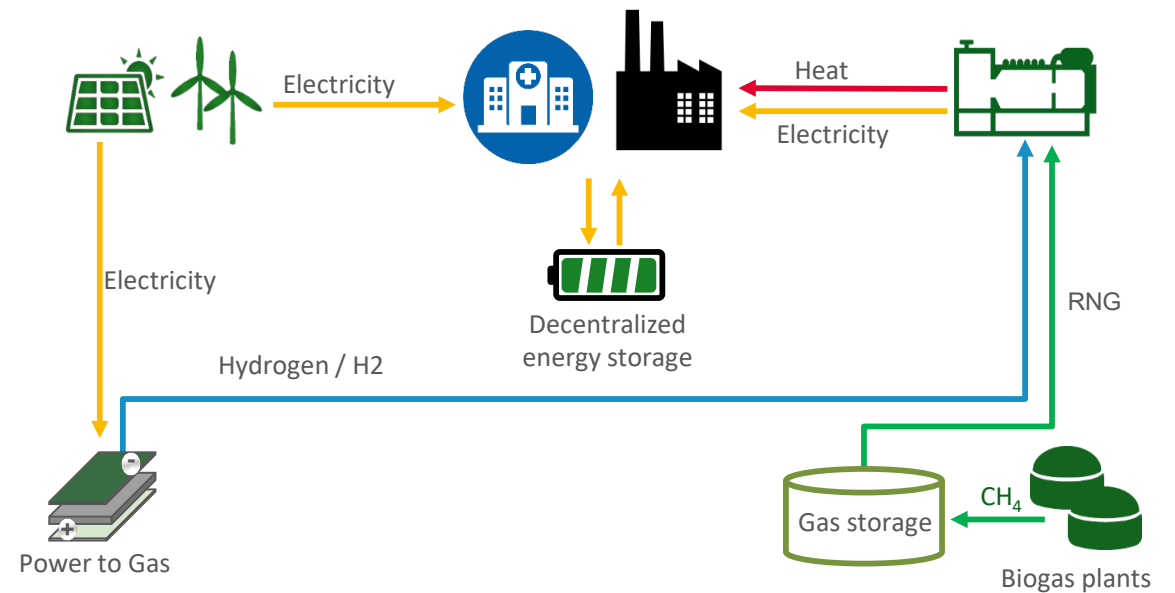 Electricity
Heat
Electricity
Electricity
Decentralized
energy storage
RNG
Hydrogen / H2
-
+
Power to Gas
CH₄
Gas storage
Biogas plants